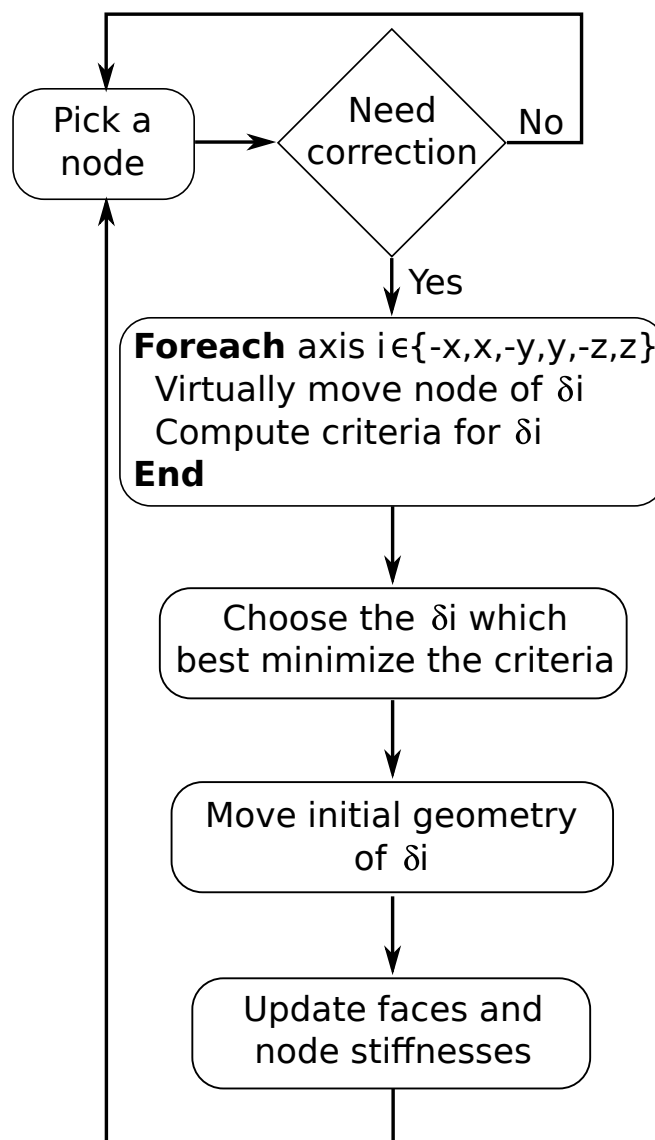 Pick a
node
Need
correction
No
Yes
Foreach axis i∈{-x,x,-y,y,-z,z}
Virtually move node of δi
Compute criteria for δi
End
Choose the δi which
best minimize the criteria
Move initial geometry
of δi
Update faces and
node stiffnesses